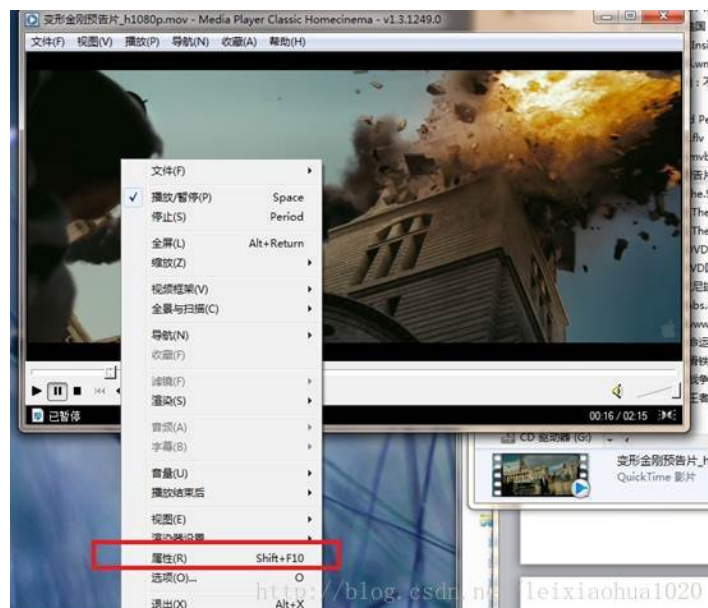 变形金刚预告片_h1080p.mov - Media Player Classic Homecinema - v1.3.1249.0
文件(F) 视图(V) 播放(P) 导航(N) 收藏(A) 帮助(H)
文件(F)
播放/暂停(P) Space
停止(S) Period
全屏(L) Alt+Return
缩放(Z)
视频框架(V)
全景与扫描(C)
导航(N)
收藏(F)
滤镜(F)
渲染(S)
音频(A)
字幕(B)
音量(U)
播放结束后
视图(E)
渲染器设置
属性(R) Shift+F10
选项(O)... O
退出(X) Alt+X
已暂停 00:16 / 02:15
CD 驱动器 (G:)
变形金刚预告片_h
QuickTime 影片
http://blog.csdn.ne leixiaohua1020